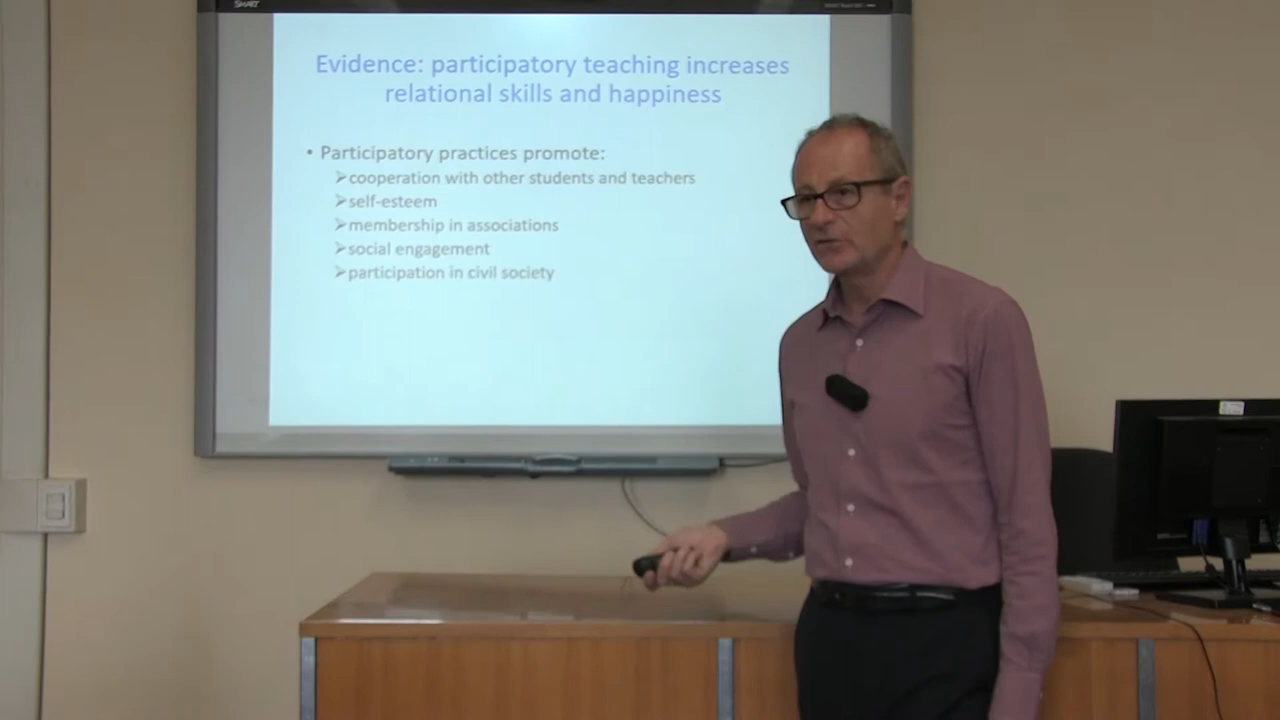 SMART
Evidence: participatory teaching increases
relational skills and happiness
• Participatory practices promote:
➢cooperation with other students and teachers
➢self-esteem
➢membership in associations
➢social engagement
➢participation in civil society